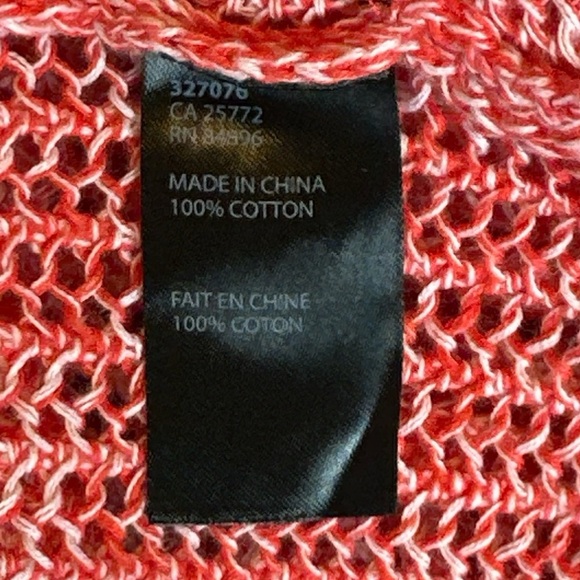 327076
CA 25772
RN 84896
MADE IN CHINA
100% COTTON
FAIT EN CHINE
100% COTON